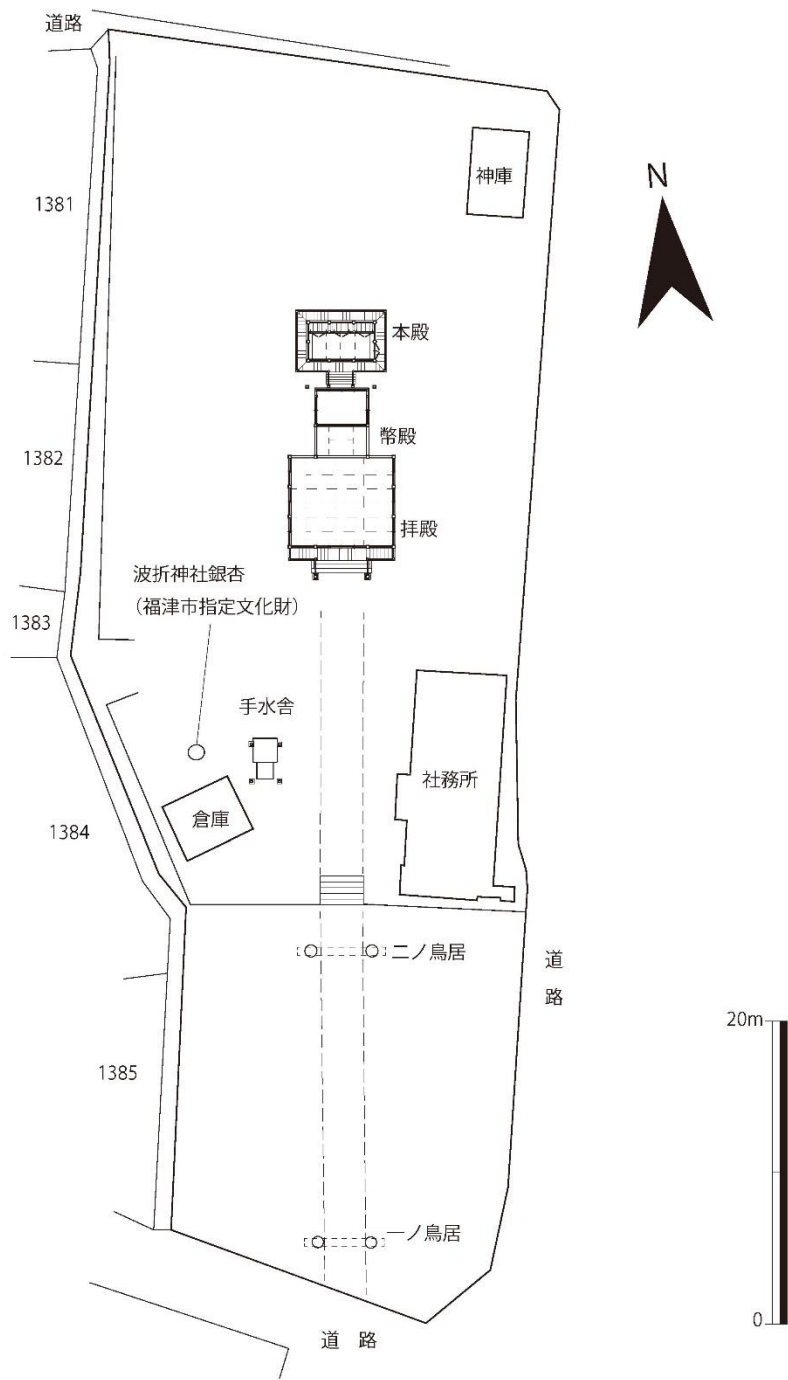 道路
神庫
N
1381
本殿
幣殿
1382
拝殿
波折神社銀杏
（福津市指定文化財）
1383
手水舎
社務所
倉庫
1384
二ノ鳥居
道
路
20m
1385
一ノ鳥居
0
道 路